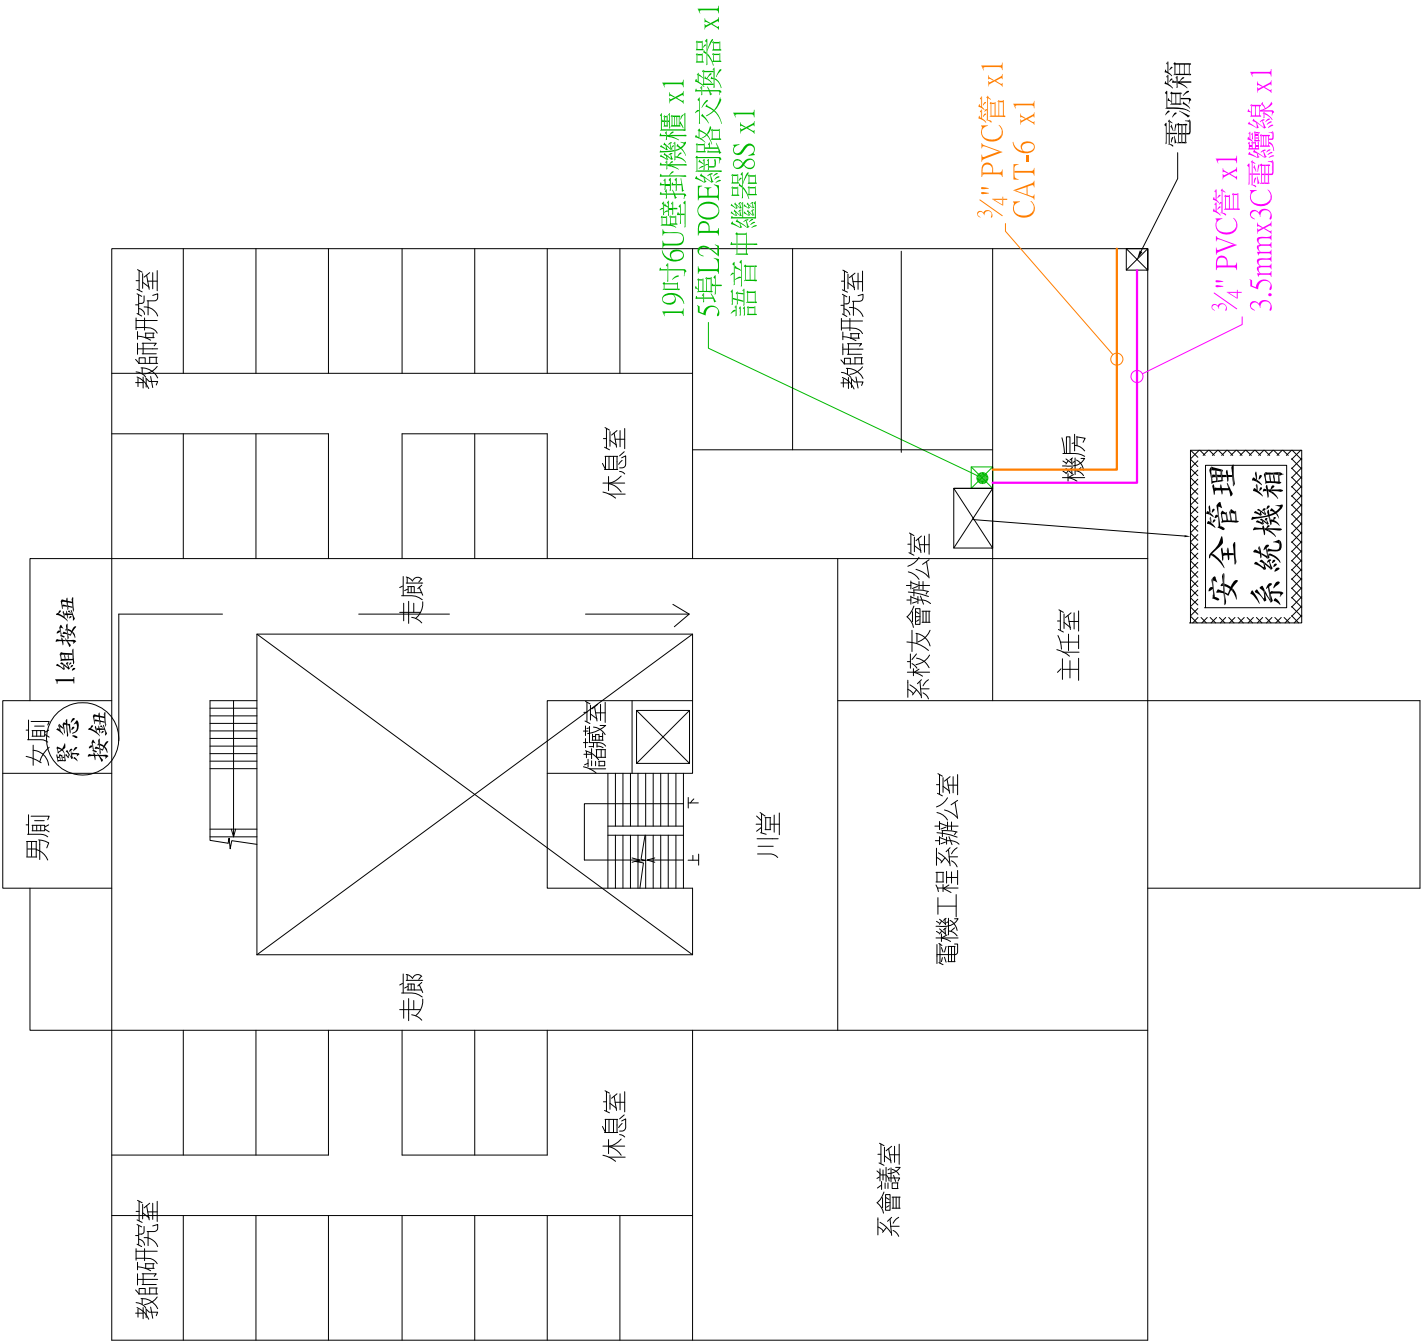 19吋6U壁掛機櫃 x1
5埠L2 POE網路交換器 x1
語音中繼器8S x1
¾" PVC管 x1
CAT-6 x1
電源箱
¾" PVC管 x1
3.5mmx3C電纜線 x1
教師研究室
教師研究室
休息室
機房
安全管理
系統機箱
1組按鈕
走廊
系校友會辦公室
主任室
女廁
緊急
按鈕
儲藏室
男廁
下
上
川堂
電機工程系辦公室
走廊
休息室
系會議室
教師研究室